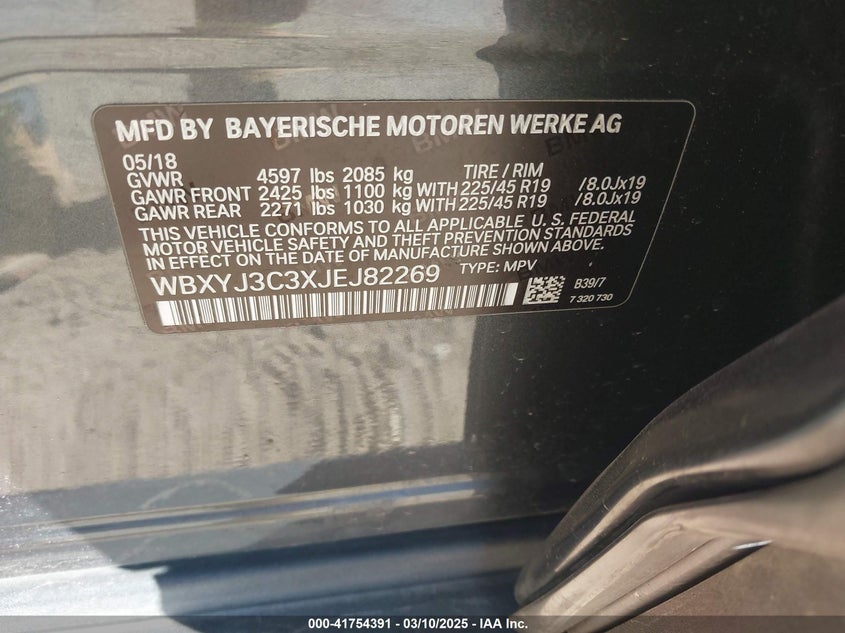 MFD BY BAYERISCHE MOTOREN WERKE AG
05/18
GVWR 4597 lbs 2085 kg TIRE / RIM
GAWR FRONT 2425 lbs 1100 kg WITH 225/45 R19 /8.0Jx19
GAWR REAR 2271 lbs 1030 kg WITH 225/45 R19 /8.0Jx19
THIS VEHICLE CONFORMS TO ALL APPLICABLE U. S. FEDERAL
MOTOR VEHICLE SAFETY AND THEFT PREVENTION STANDARDS
IN EFFECT ON THE DATE OF MANUFACTURE SHOWN ABOVE.
WBXYJ3C3XJEJ82269 TYPE: MPV
B39/7
7 320 730
000-41754391 - 03/10/2025 - IAA Inc.